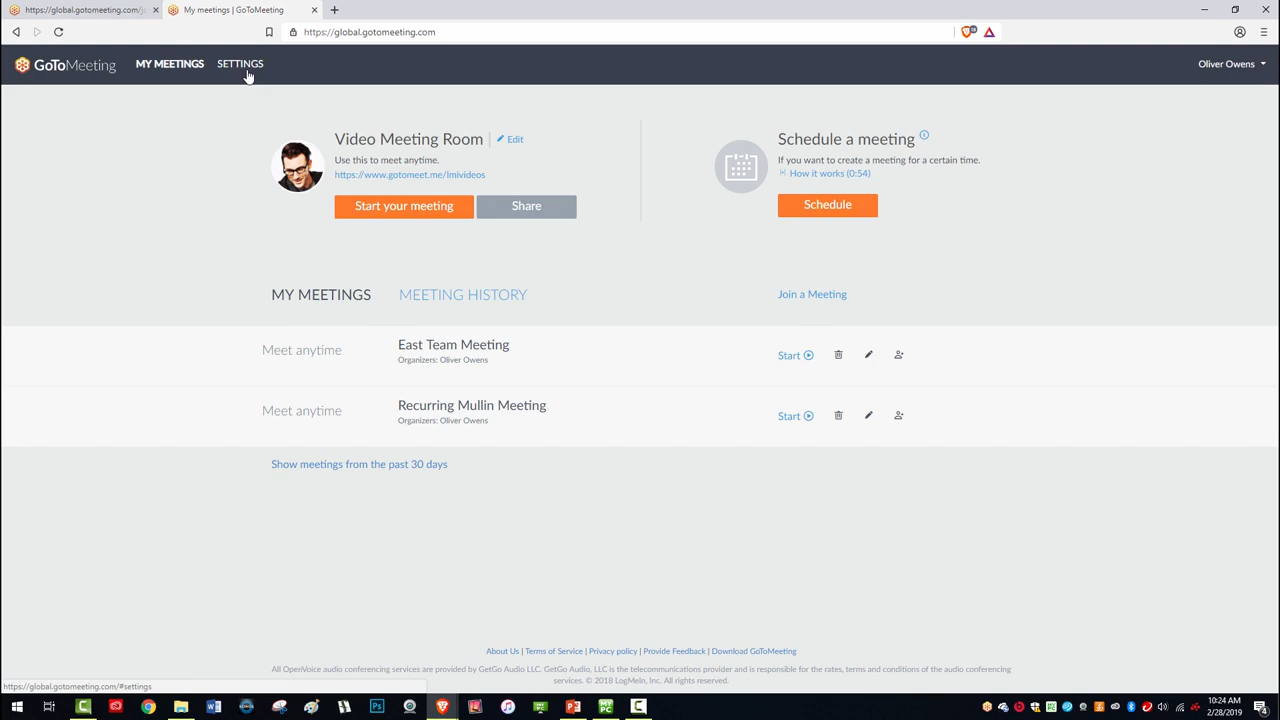 https://global.gotomeeting.com/j
My meetings | GoToMeeting
https://global.gotomeeting.com
GoToMeeting
MY MEETINGS
SETTINGS
Oliver Owens
Video Meeting Room
Edit
Use this to meet anytime.
https://www.gotomeet.me/lmivideos
Start your meeting
Share
Schedule a meeting
If you want to create a meeting for a certain time.
How it works (0:54)
Schedule
MY MEETINGS
MEETING HISTORY
Join a Meeting
Meet anytime
East Team Meeting
Organizers: Oliver Owens
Start
Meet anytime
Recurring Mullin Meeting
Organizers: Oliver Owens
Start
Show meetings from the past 30 days
About Us | Terms of Service | Privacy policy | Provide Feedback | Download GoToMeeting
All OpenVoice audio conferencing services are provided by GetGo Audio LLC. GetGo Audio, LLC is the telecommunications provider and is responsible for the rates, terms and conditions of the audio conferencing
services. © 2018 LogMeIn, Inc. All rights reserved.
https://global.gotomeeting.com/#settings
10:24 AM
2/28/2019